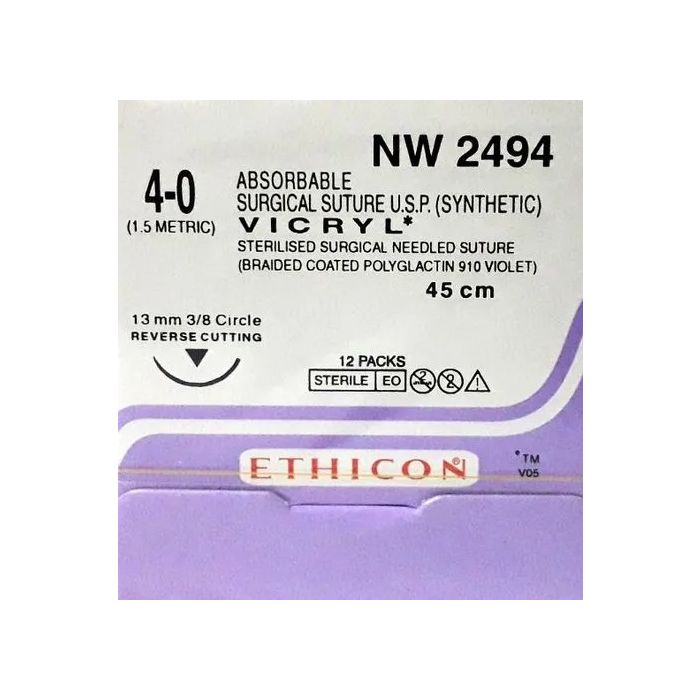 NW 2494
4-0
(1.5 METRIC)
ABSORBABLE
SURGICAL SUTURE U.S.P. (SYNTHETIC)
VICRYL*
STERILISED SURGICAL NEEDLED SUTURE
(BRAIDED COATED POLYGLACTIN 910 VIOLET)
45 cm
13 mm 3/8 Circle
REVERSE CUTTING
12 PACKS
STERILE EO 2
ETHICON®
*TM
V05